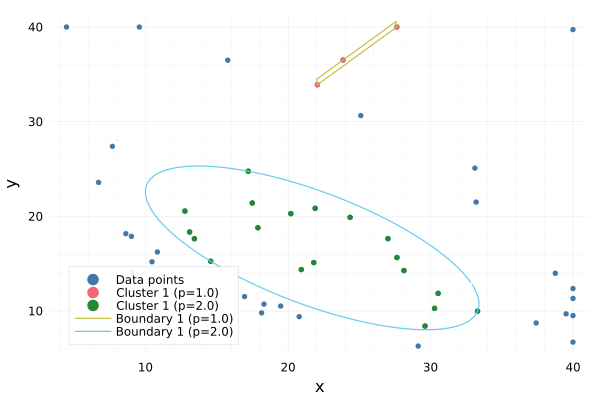 40
30
20
10
y
Data points
Cluster 1 (p=1.0)
Cluster 1 (p=2.0)
Boundary 1 (p=1.0)
Boundary 1 (p=2.0)
10 20 30 40
x